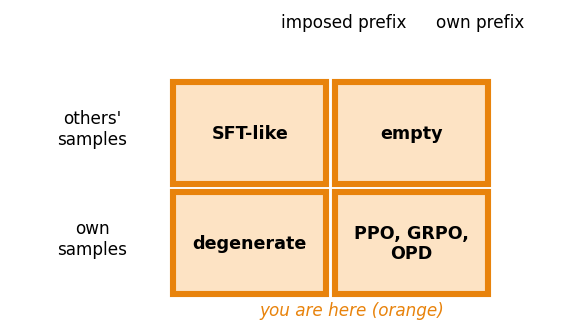 imposed prefix own prefix
others'
samples
SFT-like
empty
own
samples
degenerate
PPO, GRPO,
OPD
you are here (orange)